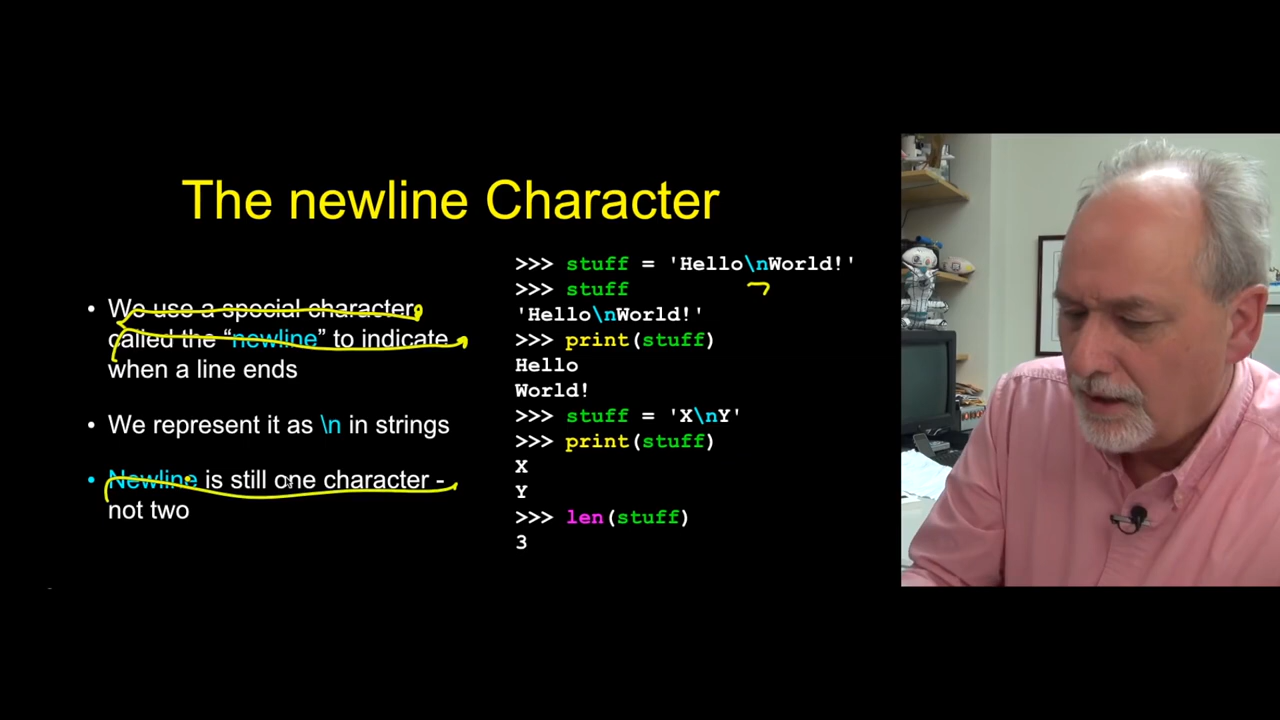 The newline Character
• We use a special character
called the “newline” to indicate
when a line ends
• We represent it as \n in strings
• Newline is still one character -
not two
>>> stuff = 'Hello\nWorld!'
>>> stuff
'Hello\nWorld!'
>>> print(stuff)
Hello
World!
>>> stuff = 'X\nY'
>>> print(stuff)
X
Y
>>> len(stuff)
3